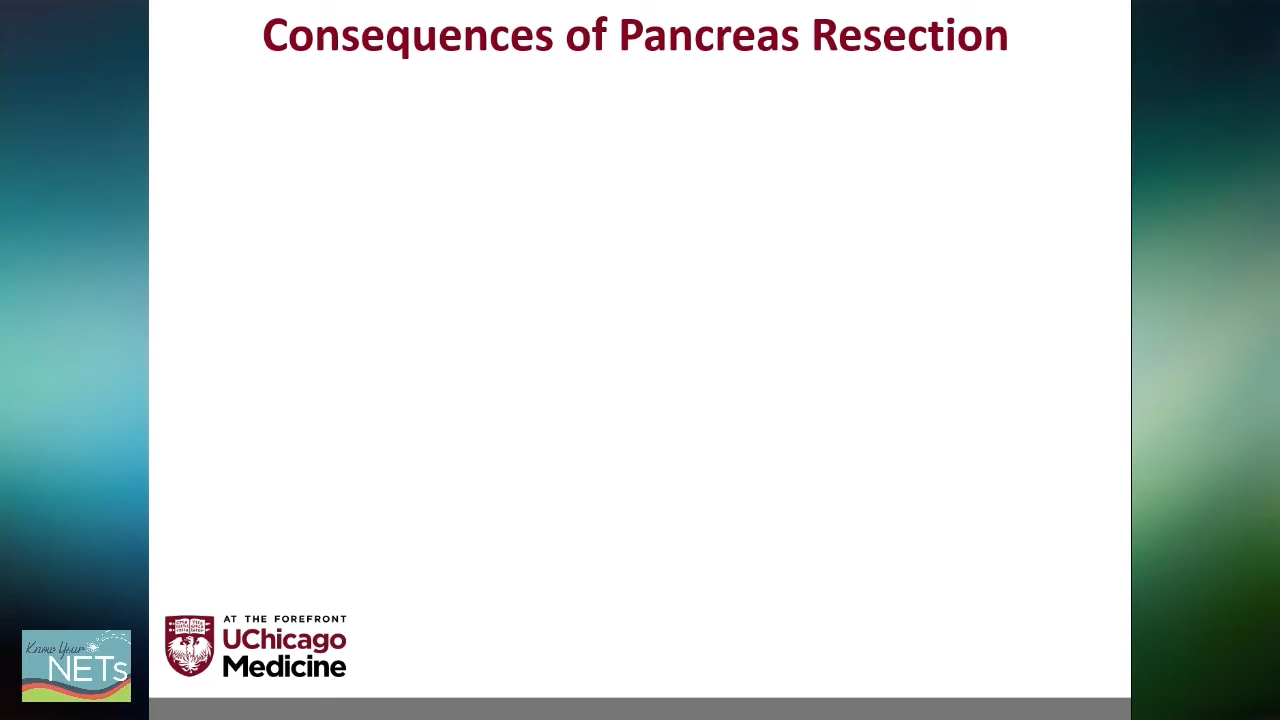 Consequences of Pancreas Resection
AT THE FOREFRONT
UChicago
Medicine
Know Your
NETs